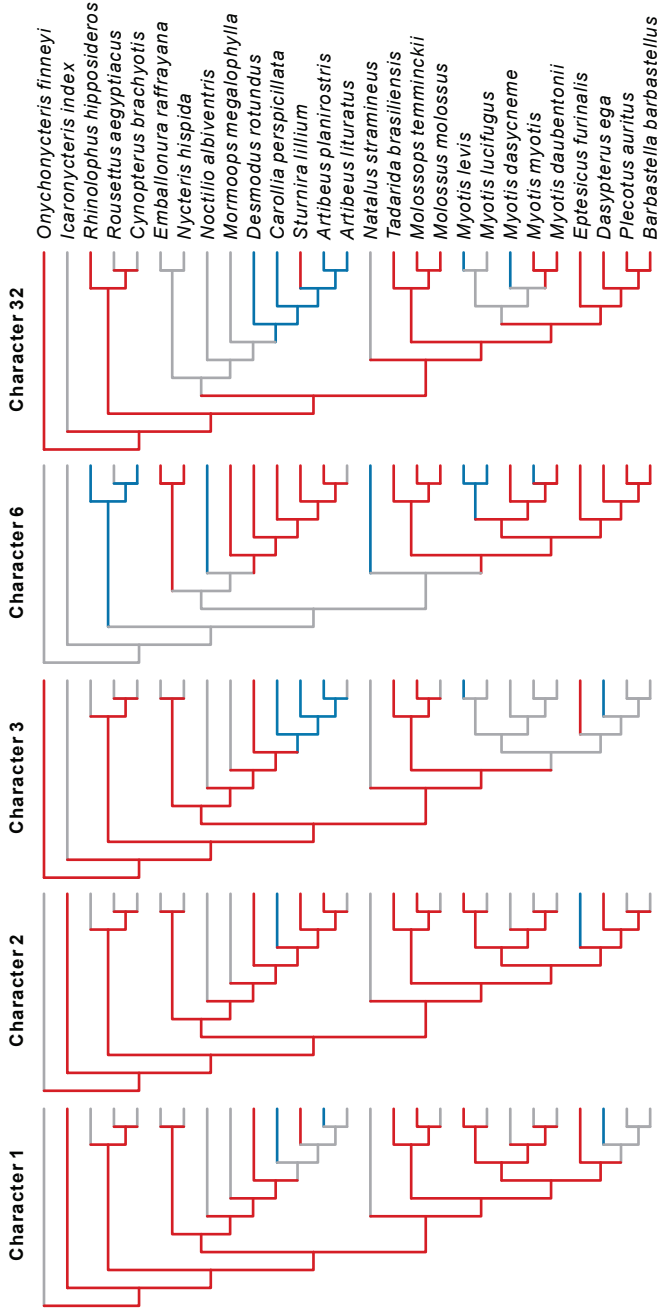 Onychonycteris finneyi
Icaronycteris index
Rhinolophus hipposideros
Rousettus aegyptiacus
Cynopterus brachyotis
Emballonura raffrayana
Nycteris hispida
Noctilio albiventris
Mormoops megalophylla
Desmodus rotundus
Carollia perspicillata
Sturnira lillium
Artibeus planirostris
Artibeus lituratus
Natalus stramineus
Tadarida brasiliensis
Molossops temminckii
Molossus molossus
Myotis levis
Myotis lucifugus
Myotis dasycneme
Myotis myotis
Myotis daubentonii
Eptesicus furinalis
Dasypterus ega
Plecotus auritus
Barbastella barbastellus
Character 32
Character 6
Character 3
Character 2
Character 1